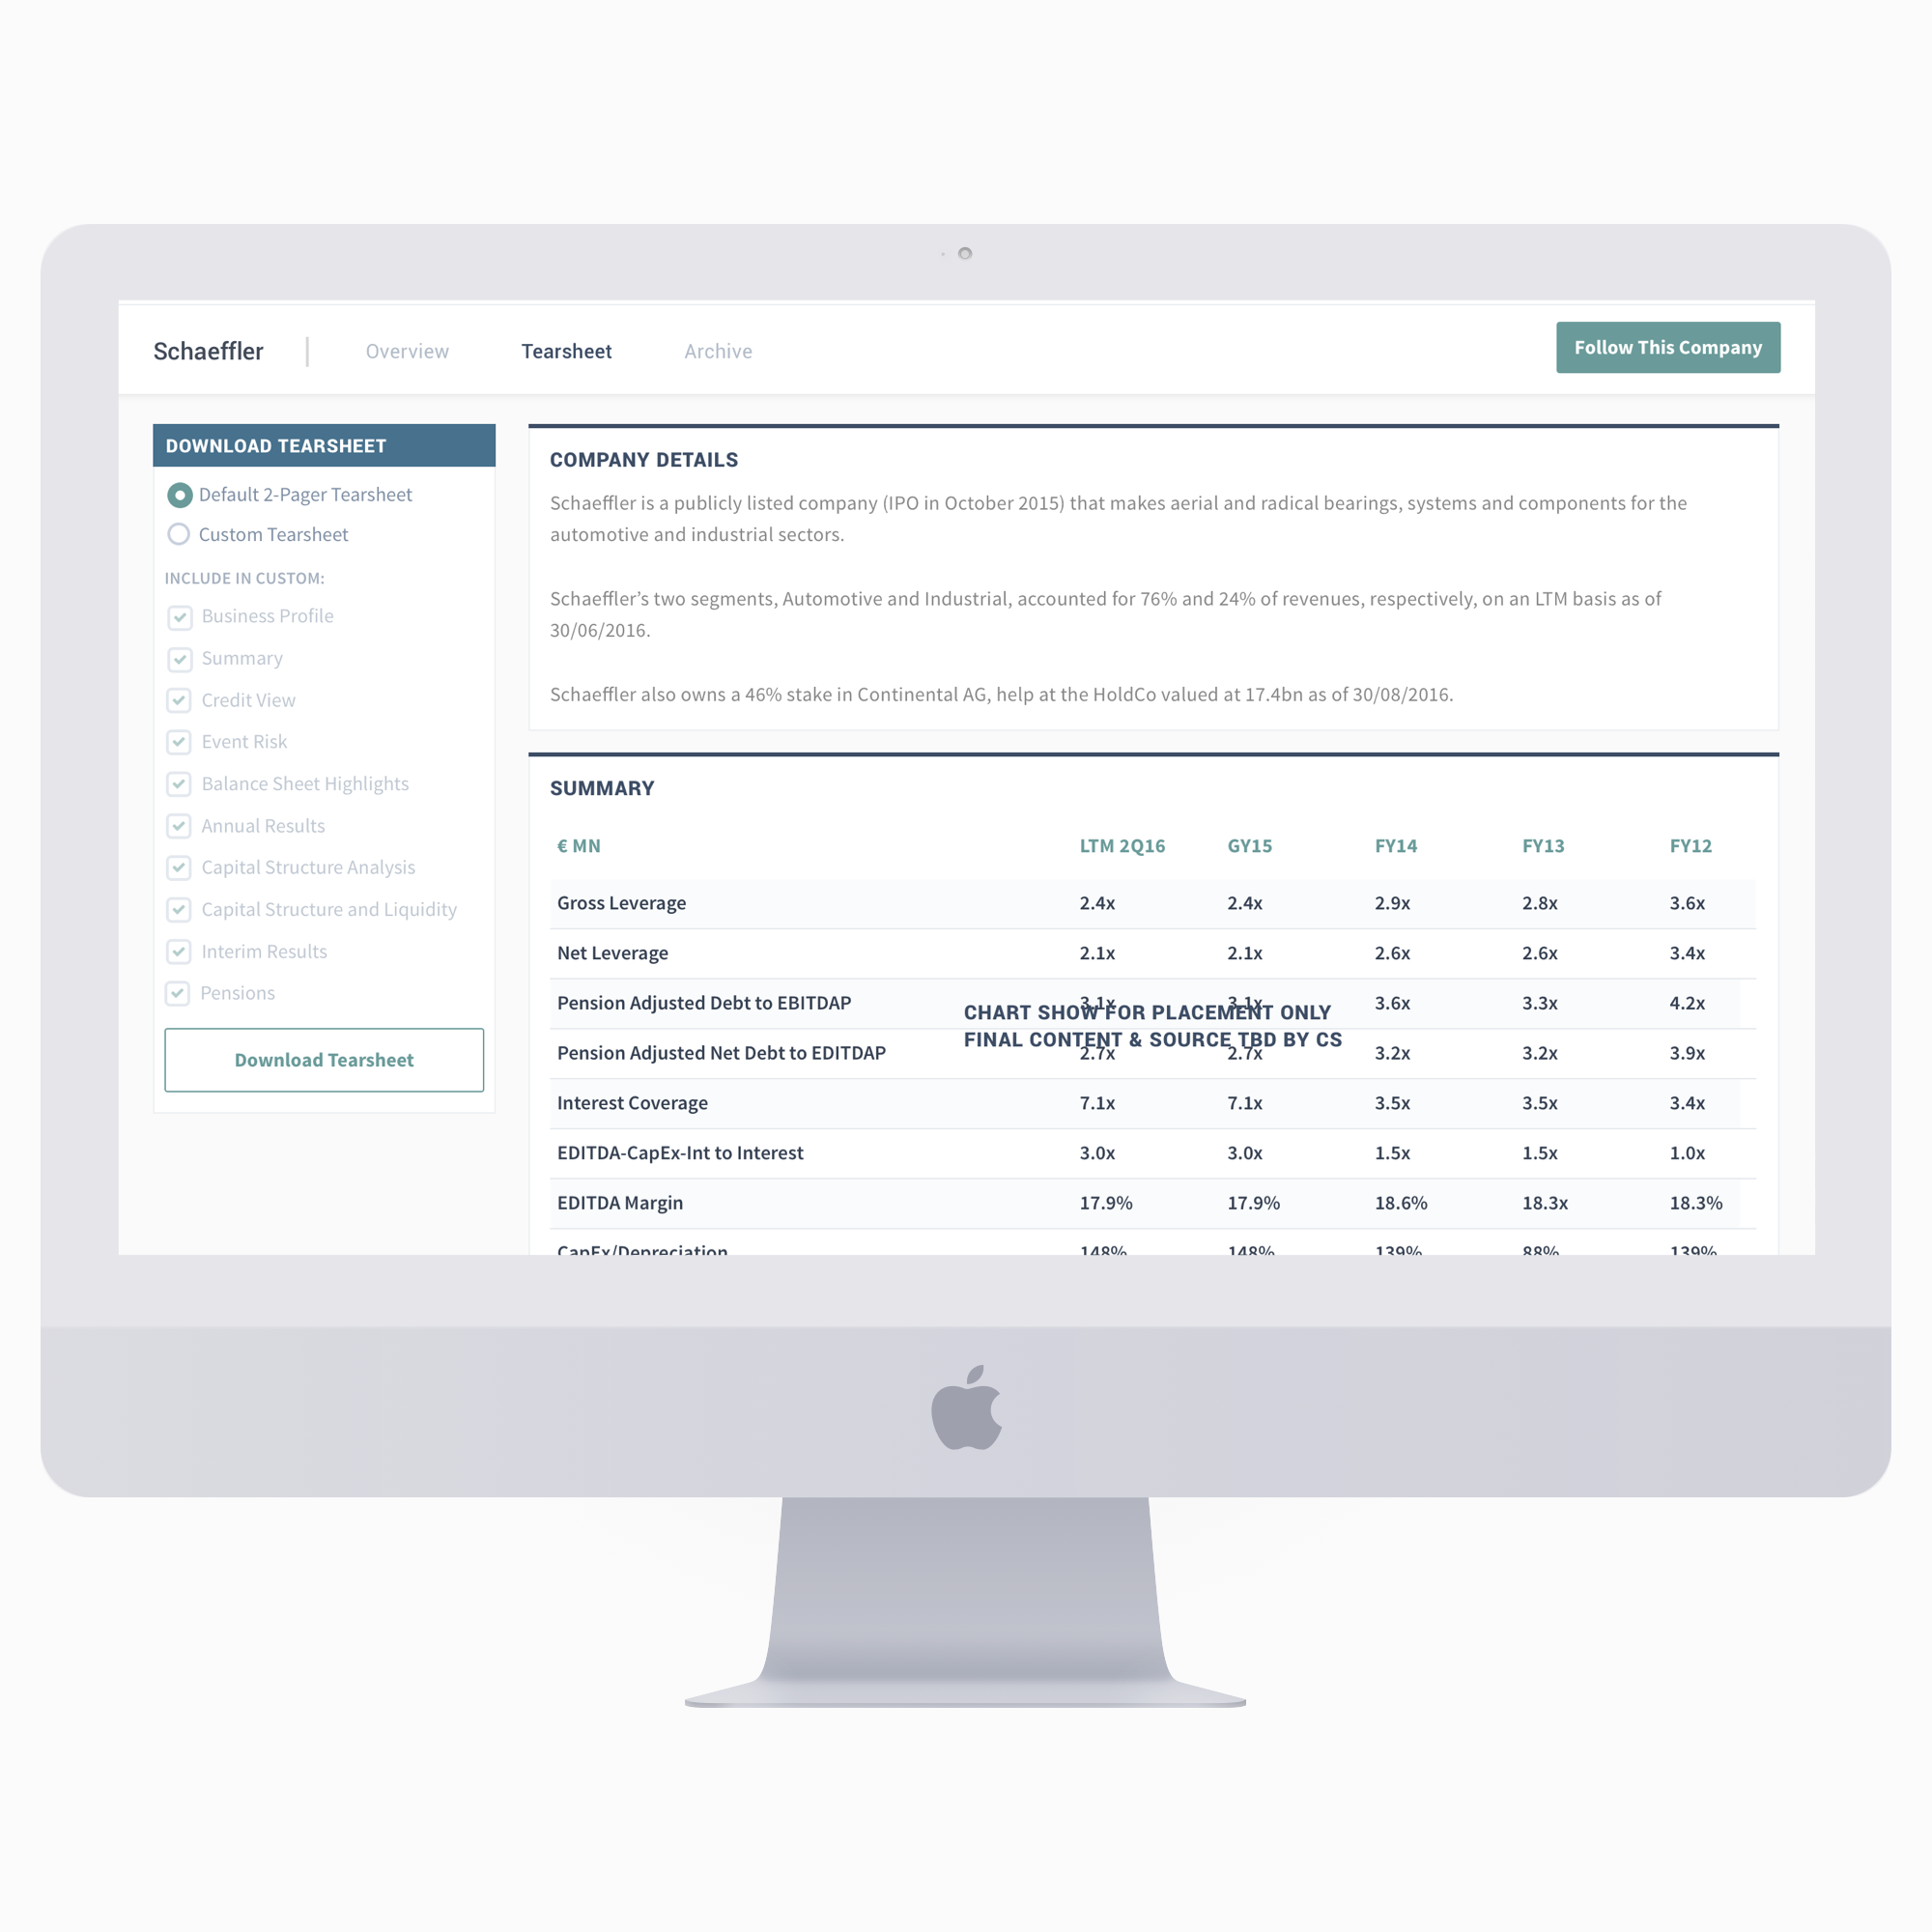 Schaeffler
Overview
Tearsheet
Archive
Follow This Company
DOWNLOAD TEARSHEET
Default 2-Pager Tearsheet
Custom Tearsheet
INCLUDE IN CUSTOM:
Business Profile
Summary
Credit View
Event Risk
Balance Sheet Highlights
Annual Results
Capital Structure Analysis
Capital Structure and Liquidity
Interim Results
Pensions
Download Tearsheet
COMPANY DETAILS
Schaeffler is a publicly listed company (IPO in October 2015) that makes aerial and radical bearings, systems and components for the
automotive and industrial sectors.
Schaeffler’s two segments, Automotive and Industrial, accounted for 76% and 24% of revenues, respectively, on an LTM basis as of
30/06/2016.
Schaeffler also owns a 46% stake in Continental AG, help at the HoldCo valued at 17.4bn as of 30/08/2016.
SUMMARY
€ MN LTM 2Q16 GY15 FY14 FY13 FY12
Gross Leverage 2.4x 2.4x 2.9x 2.8x 3.6x
Net Leverage 2.1x 2.1x 2.6x 2.6x 3.4x
Pension Adjusted Debt to EBITDAP 3.1x 3.1x 3.6x 3.3x 4.2x
CHART SHOW FOR PLACEMENT ONLY
FINAL CONTENT & SOURCE TBD BY CS
Pension Adjusted Net Debt to EDITDAP 2.7x 2.7x 3.2x 3.2x 3.9x
Interest Coverage 7.1x 7.1x 3.5x 3.5x 3.4x
EDITDA-CapEx-Int to Interest 3.0x 3.0x 1.5x 1.5x 1.0x
EDITDA Margin 17.9% 17.9% 18.6% 18.3x 18.3%
CapEx/Depreciation 148% 148% 139% 88% 139%